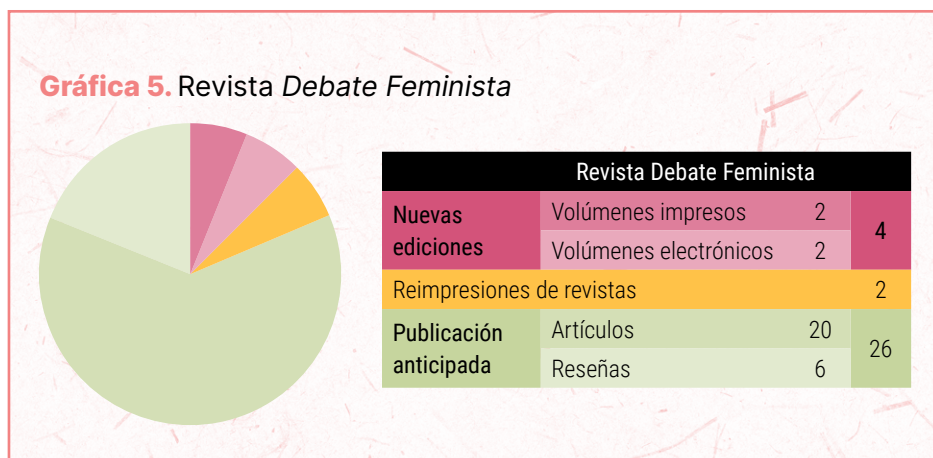 Gráfica 5. Revista Debate Feminista
Revista Debate Feminista
Nuevas ediciones
Volúmenes impresos 2
4
Volúmenes electrónicos 2
Reimpresiones de revistas 2
Publicación anticipada
Artículos 20
26
Reseñas 6